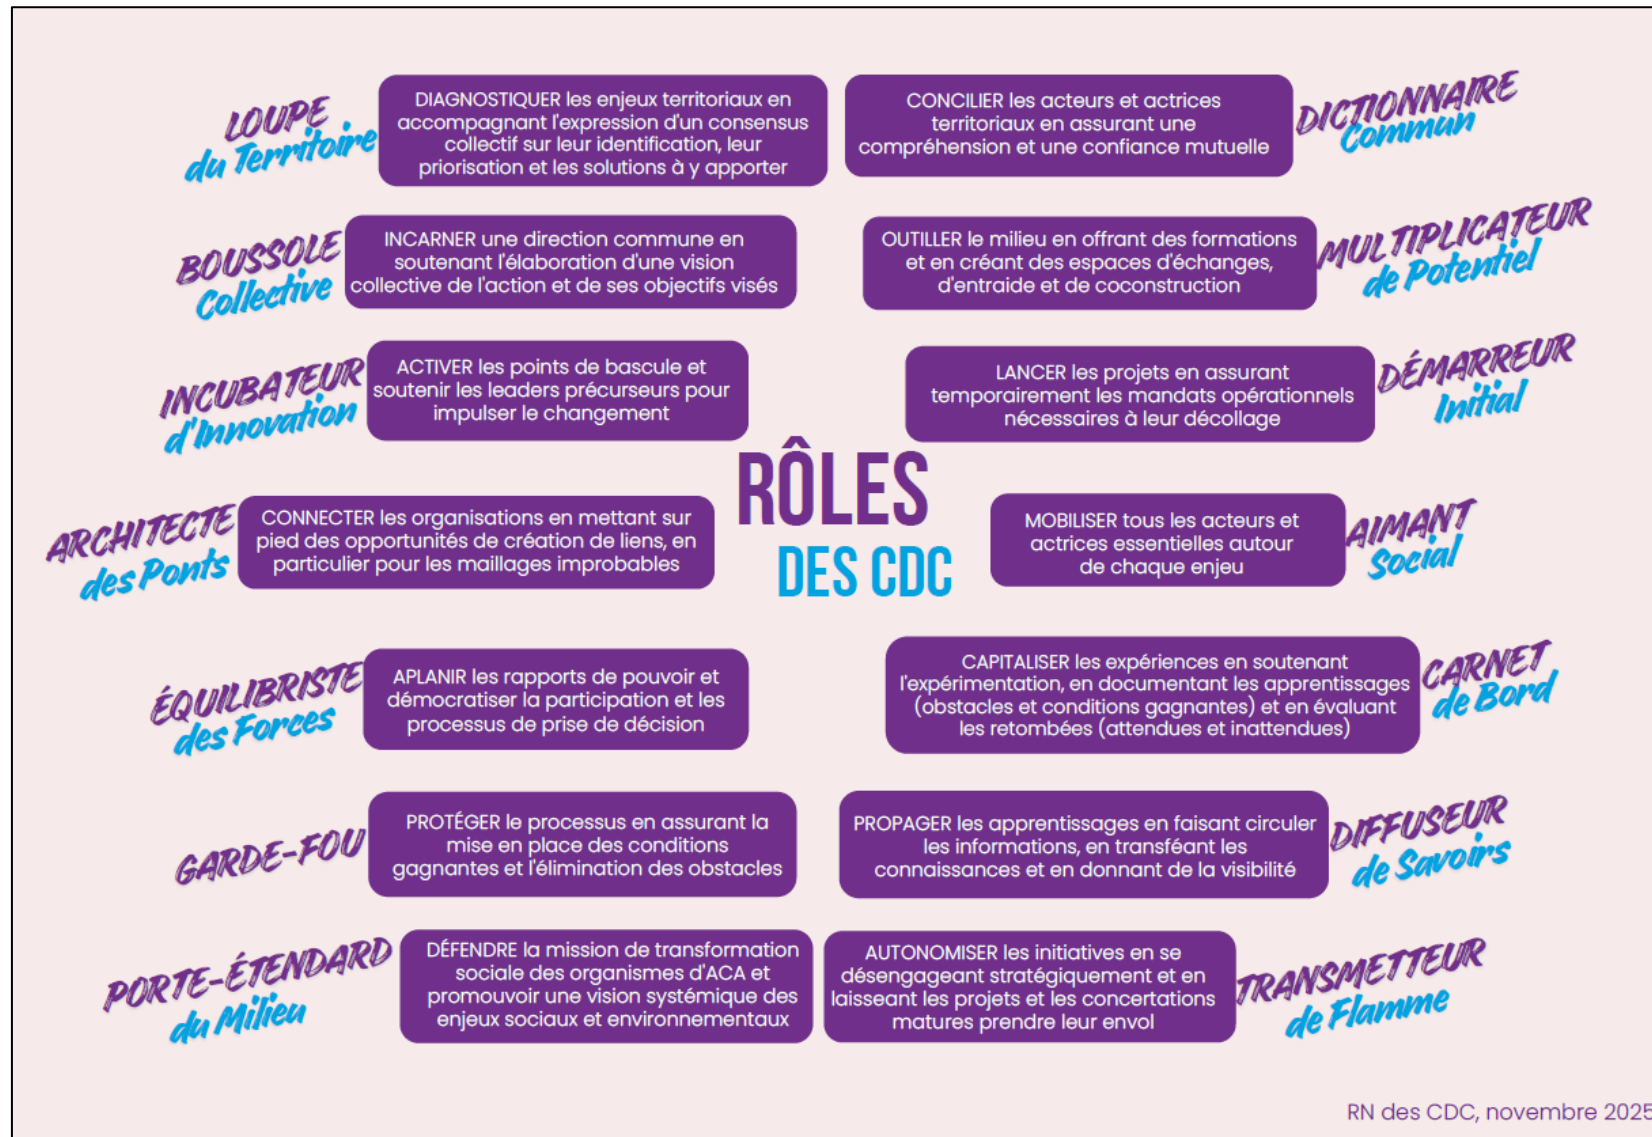 LOUPE
du Territoire
DIAGNOSTIQUER les enjeux territoriaux en
accompagnant l'expression d'un consensus
collectif sur leur identification, leur
priorisation et les solutions à y apporter
CONCILIER les acteurs et actrices
territoriaux en assurant une
compréhension et une confiance mutuelle
DICTIONNAIRE
Commun
BOUSSOLE
Collective
INCARNER une direction commune en
soutenant l'élaboration d'une vision
collective de l'action et de ses objectifs visés
OUTILLER le milieu en offrant des formations
et en créant des espaces d'échanges,
d'entraide et de coconstruction
MULTIPLICATEUR
de Potentiel
INCUBATEUR
d'Innovation
ACTIVER les points de bascule et
soutenir les leaders précurseurs pour
impulser le changement
LANCER les projets en assurant
temporairement les mandats opérationnels
nécessaires à leur décollage
DÉMARREUR
Initial
RÔLES
DES CDC
ARCHITECTE
des Ponts
CONNECTER les organisations en mettant sur
pied des opportunités de création de liens, en
particulier pour les maillages improbables
MOBILISER tous les acteurs et
actrices essentielles autour
de chaque enjeu
AIMANT
Social
ÉQUILIBRISTE
des Forces
APLANIR les rapports de pouvoir et
démocratiser la participation et les
processus de prise de décision
CAPITALISER les expériences en soutenant
l'expérimentation, en documentant les apprentissages
(obstacles et conditions gagnantes) et en évaluant
les retombées (attendues et inattendues)
CARNET
de Bord
GARDE-FOU
PROTÉGER le processus en assurant la
mise en place des conditions
gagnantes et l'élimination des obstacles
PROPAGER les apprentissages en faisant circuler
les informations, en transféant les
connaissances et en donnant de la visibilité
DIFFUSEUR
de Savoirs
PORTE-ÉTENDARD
du Milieu
DÉFENDRE la mission de transformation
sociale des organismes d'ACA et
promouvoir une vision systémique des
enjeux sociaux et environnementaux
AUTONOMISER les initiatives en se
désengageant stratégiquement et en
laisseant les projets et les concertations
matures prendre leur envol
TRANSMETTEUR
de Flamme
RN des CDC, novembre 2025